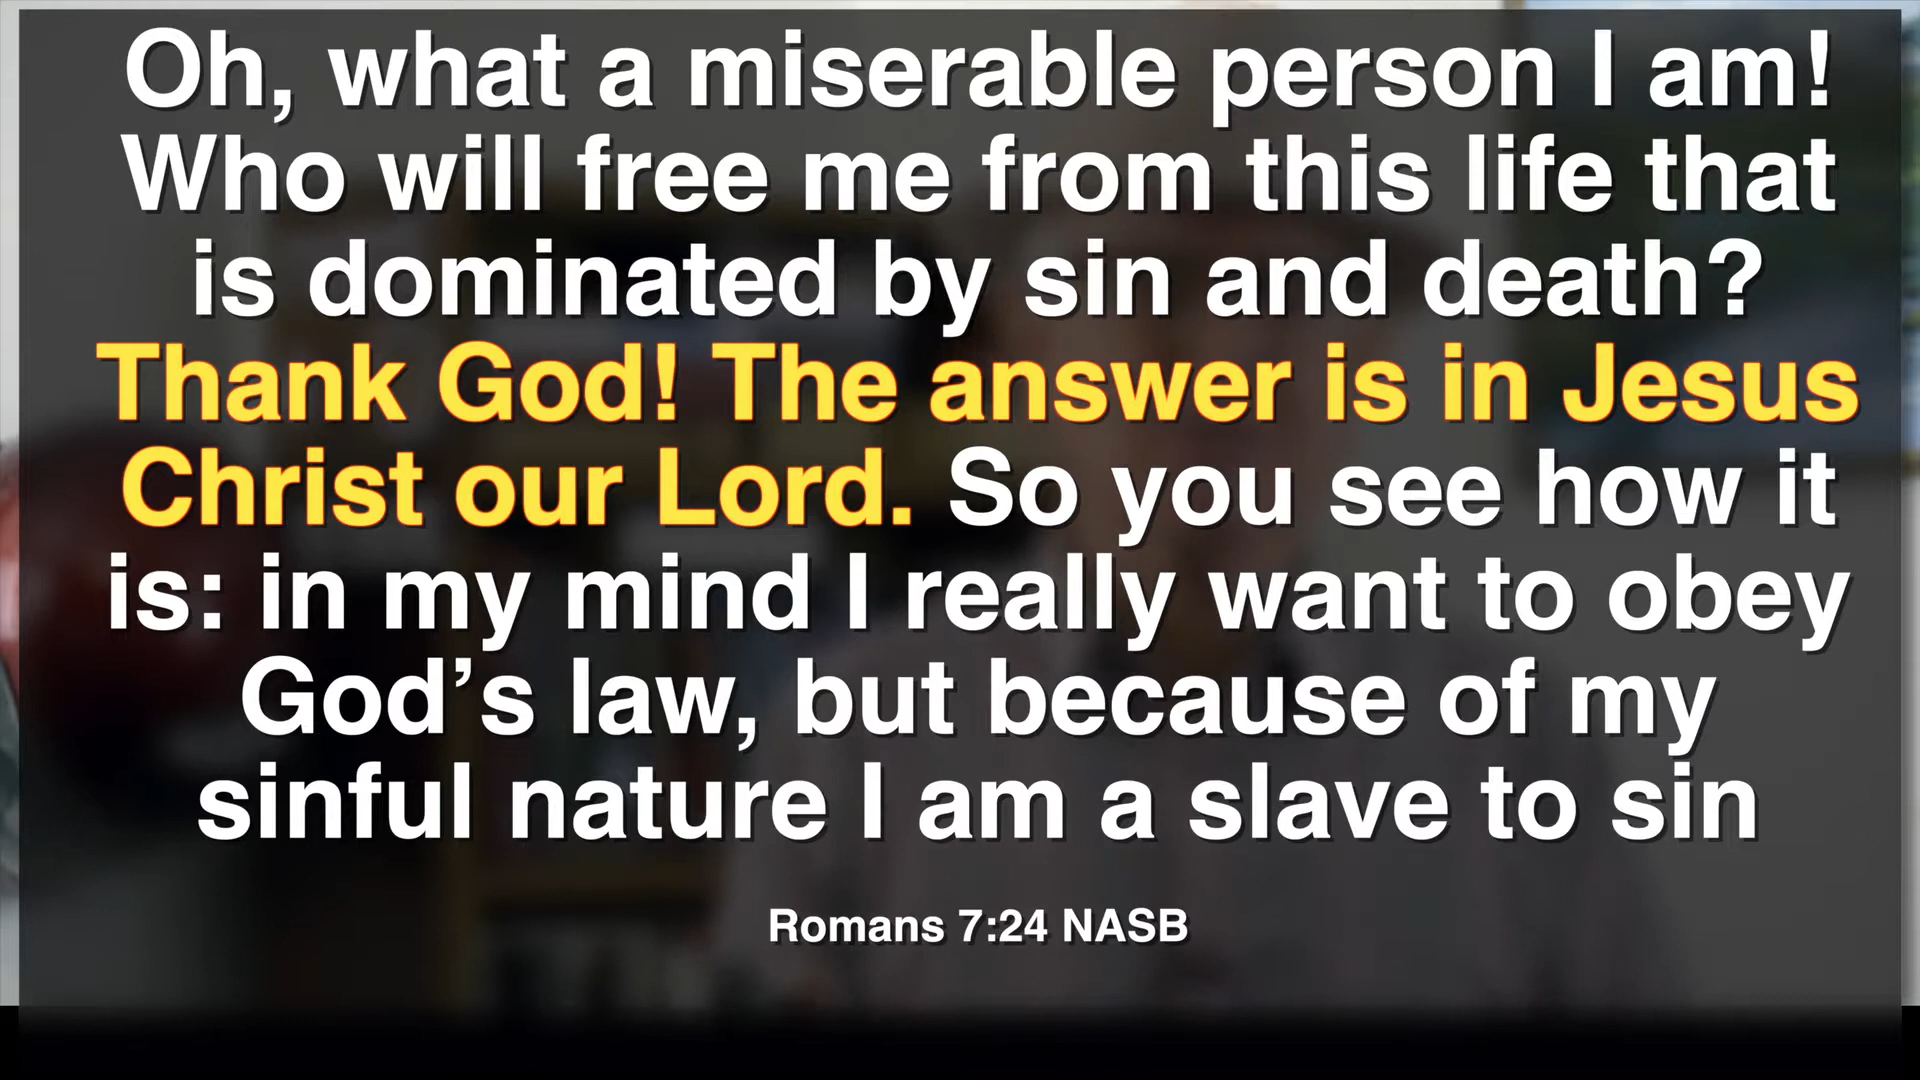 Oh, what a miserable person I am!
Who will free me from this life that
is dominated by sin and death?
Thank God! The answer is in Jesus
Christ our Lord. So you see how it
is: in my mind I really want to obey
God’s law, but because of my
sinful nature I am a slave to sin
Romans 7:24 NASB